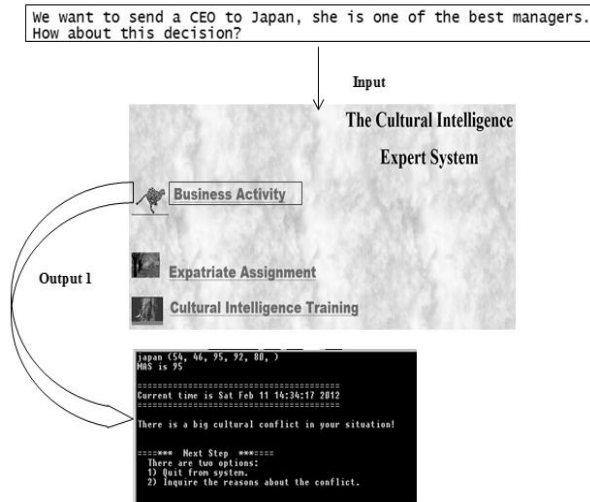 We want to send a CEO to Japan, she is one of the best managers.
How about this decision?
Input
The Cultural Intelligence
Expert System
Business Activity
Output 1
Expatriate Assignment
Cultural Intelligence Training
japan (54, 46, 95, 92, 80, )
MAS is 95
========================================
Current time is Sat Feb 11 14:34:17 2012
========================================
There is a big cultural conflict in your situation!
====*** Next Step ***====
There are two options:
1) Quit from system.
2) Inquire the reasons about the conflict.